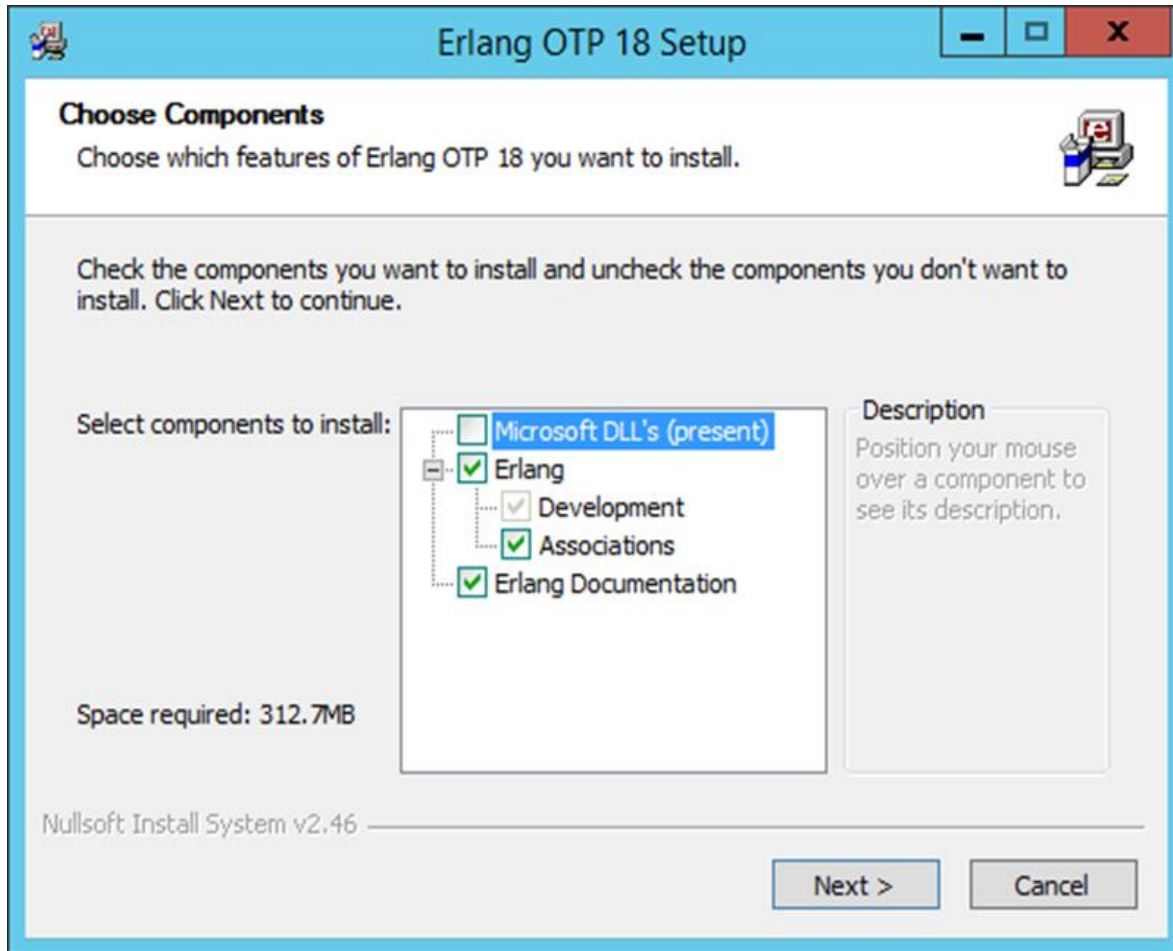 Erlang OTP 18 Setup
Choose Components
Choose which features of Erlang OTP 18 you want to install.
Check the components you want to install and uncheck the components you don't want to
install. Click Next to continue.
Select components to install:
Microsoft DLL's (present)
Erlang
Development
Associations
Erlang Documentation
Description
Position your mouse
over a component to
see its description.
Space required: 312.7MB
Nullsoft Install System v2.46
Next >
Cancel